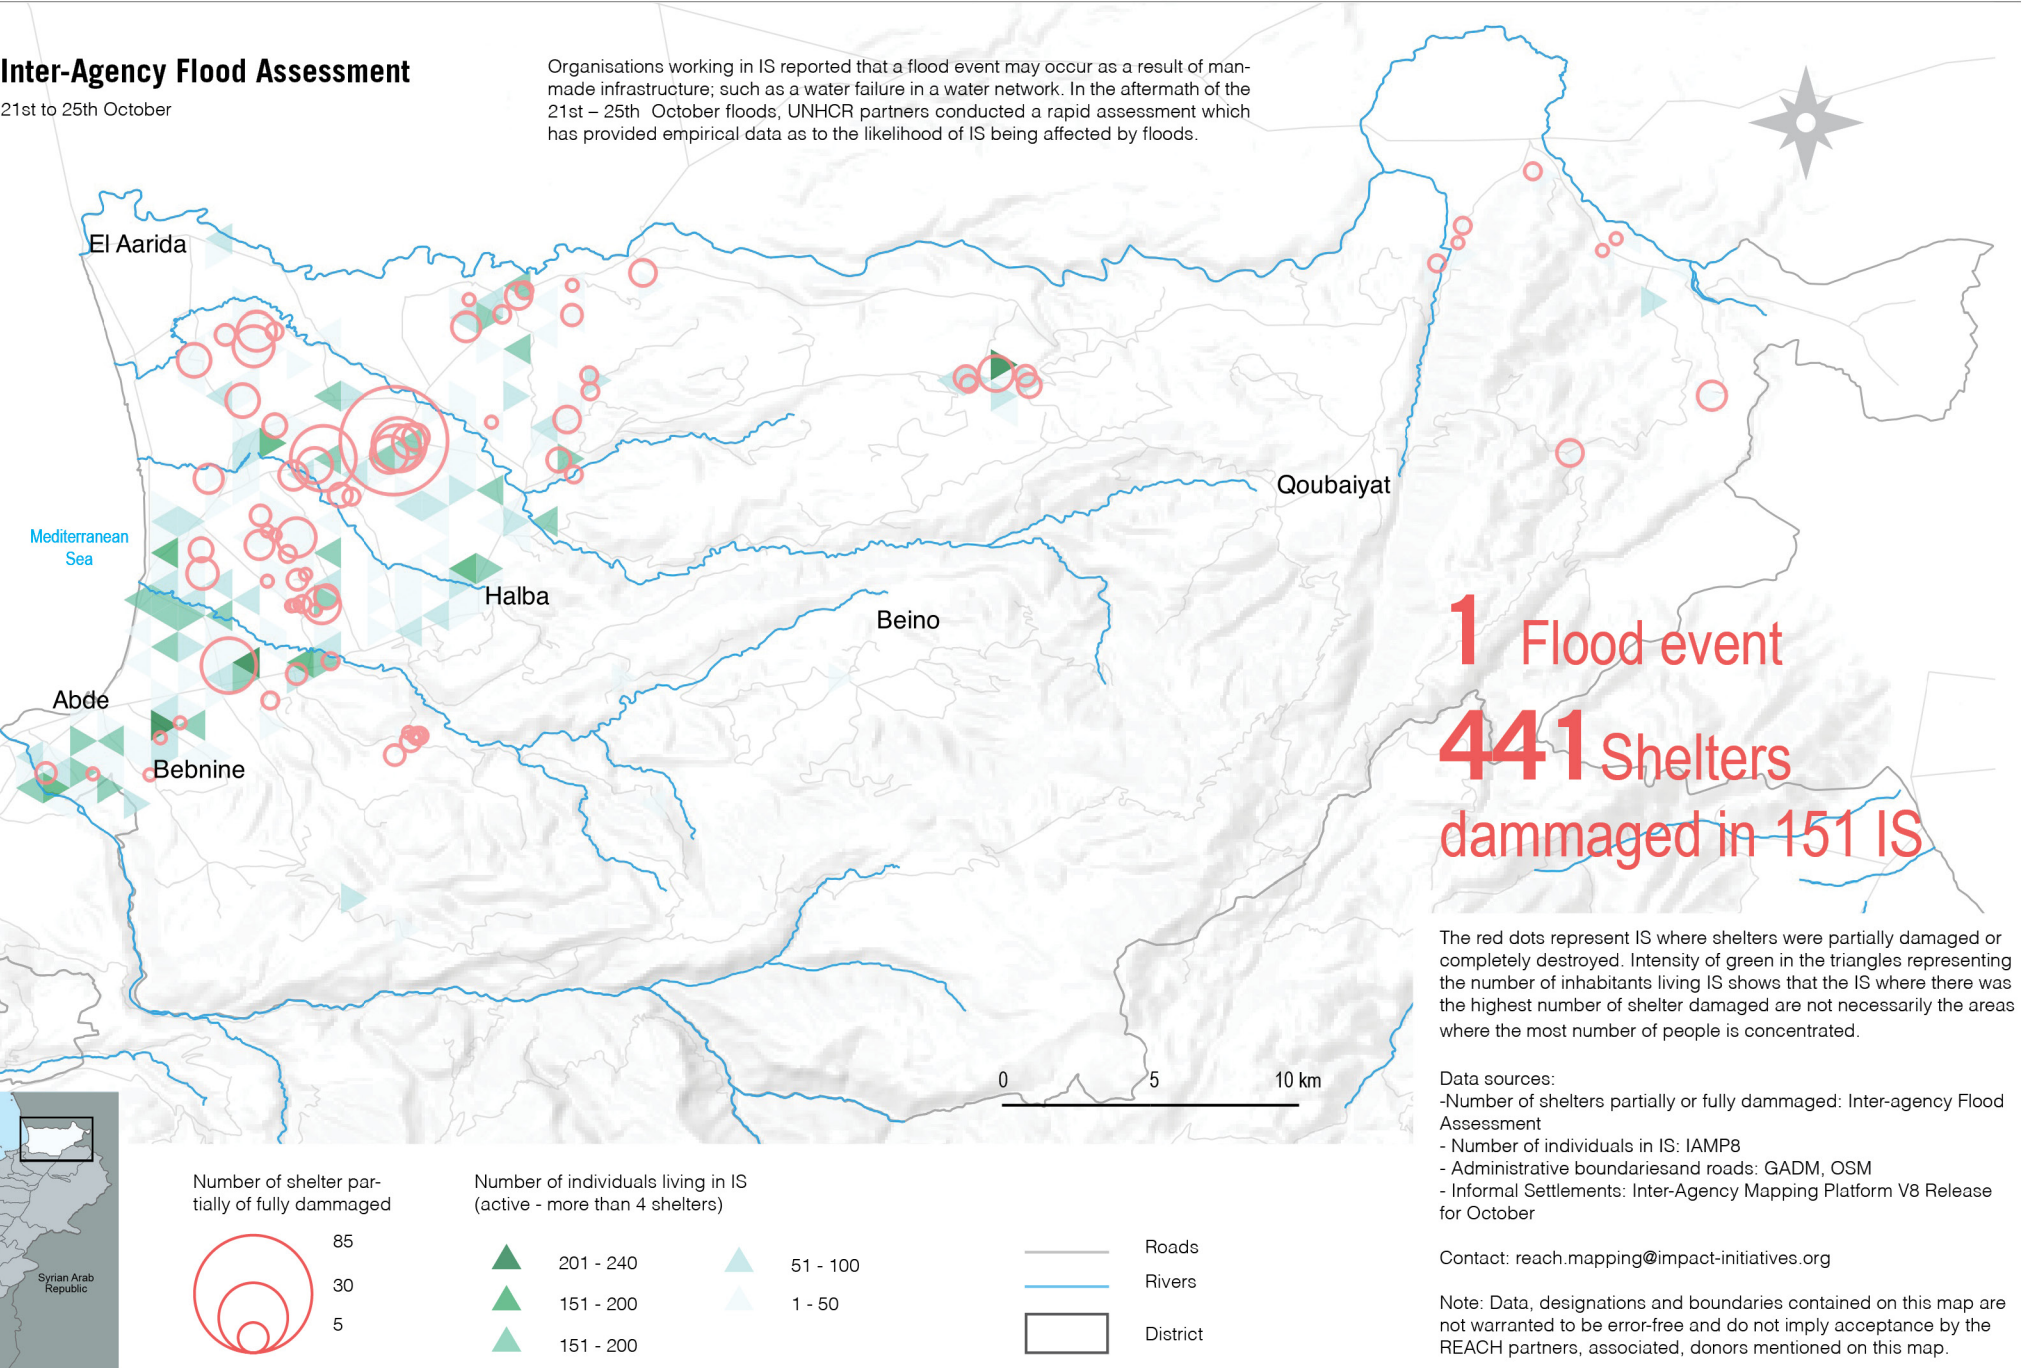 Inter-Agency Flood Assessment
21st to 25th October
Organisations working in IS reported that a flood event may occur as a result of man-
made infrastructure; such as a water failure in a water network. In the aftermath of the
21st – 25th October floods, UNHCR partners conducted a rapid assessment which
has provided empirical data as to the likelihood of IS being affected by floods.
El Aarida
Qoubaiyat
Mediterranean
Sea
Halba
Beino
Abde
Bebnine
1 Flood event
441 Shelters
dammaged in 151 IS
The red dots represent IS where shelters were partially damaged or
completely destroyed. Intensity of green in the triangles representing
the number of inhabitants living IS shows that the IS where there was
the highest number of shelter damaged are not necessarily the areas
where the most number of people is concentrated.
Data sources:
-Number of shelters partially or fully dammaged: Inter-agency Flood
Assessment
- Number of individuals in IS: IAMP8
- Administrative boundariesand roads: GADM, OSM
- Informal Settlements: Inter-Agency Mapping Platform V8 Release
for October
Contact: reach.mapping@impact-initiatives.org
Note: Data, designations and boundaries contained on this map are
not warranted to be error-free and do not imply acceptance by the
REACH partners, associated, donors mentioned on this map.
0 5 10 km
Syrian Arab
Republic
Number of shelter par-
tially of fully dammaged
85
30
5
Number of individuals living in IS
(active - more than 4 shelters)
201 - 240
151 - 200
151 - 200
51 - 100
1 - 50
Roads
Rivers
District